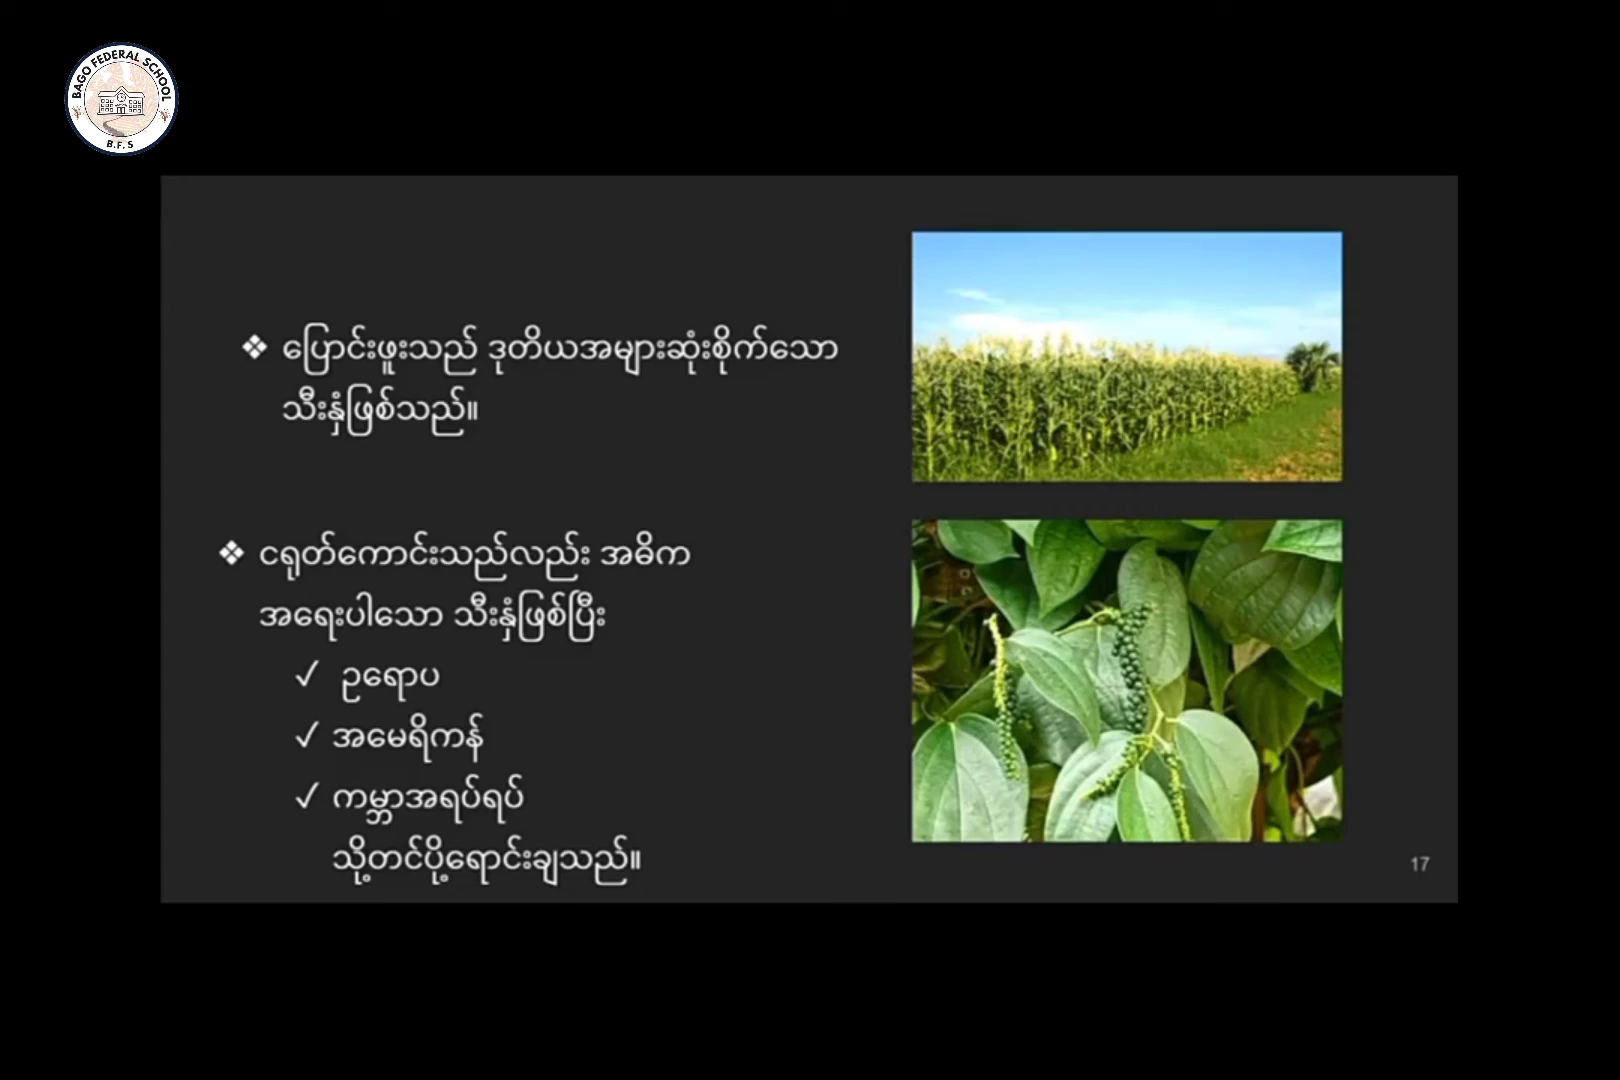 BAGO FEDERAL SCHOOL
B.F.S
❖ ပြောင်းဖူးသည် ဒုတိယအများဆုံးစိုက်သော
သီးနှံဖြစ်သည်။
❖ ငရုတ်ကောင်းသည်လည်း အဓိက
အရေးပါသော သီးနှံဖြစ်ပြီး
✓ ဥရောပ
✓ အမေရိကန်
✓ ကမ္ဘာအရပ်ရပ်
သို့တင်ပို့ရောင်းချသည်။
17